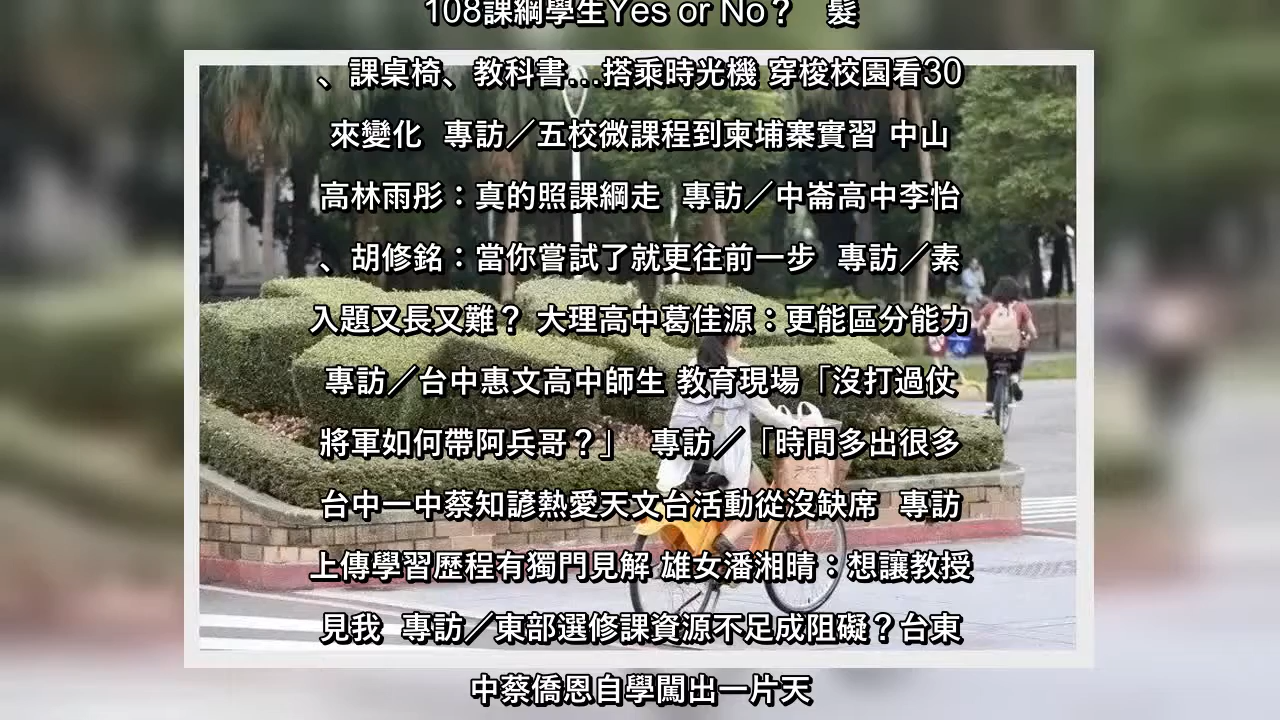 108課綱學生Yes or No？ 髮
、課桌椅、教科書...搭乘時光機 穿梭校園看30
來變化 專訪／五校微課程到柬埔寨實習 中山
高林雨彤：真的照課綱走 專訪／中崙高中李怡
、胡修銘：當你嘗試了就更往前一步 專訪／素
入題又長又難？ 大理高中葛佳源：更能區分能力
專訪／台中惠文高中師生 教育現場「沒打過仗
將軍如何帶阿兵哥？」 專訪／「時間多出很多
台中一中蔡知諺熱愛天文台活動從沒缺席 專訪
上傳學習歷程有獨門見解 雄女潘湘晴：想讓教授
見我 專訪／東部選修課資源不足成阻礙？台東
中蔡僑恩自學闖出一片天